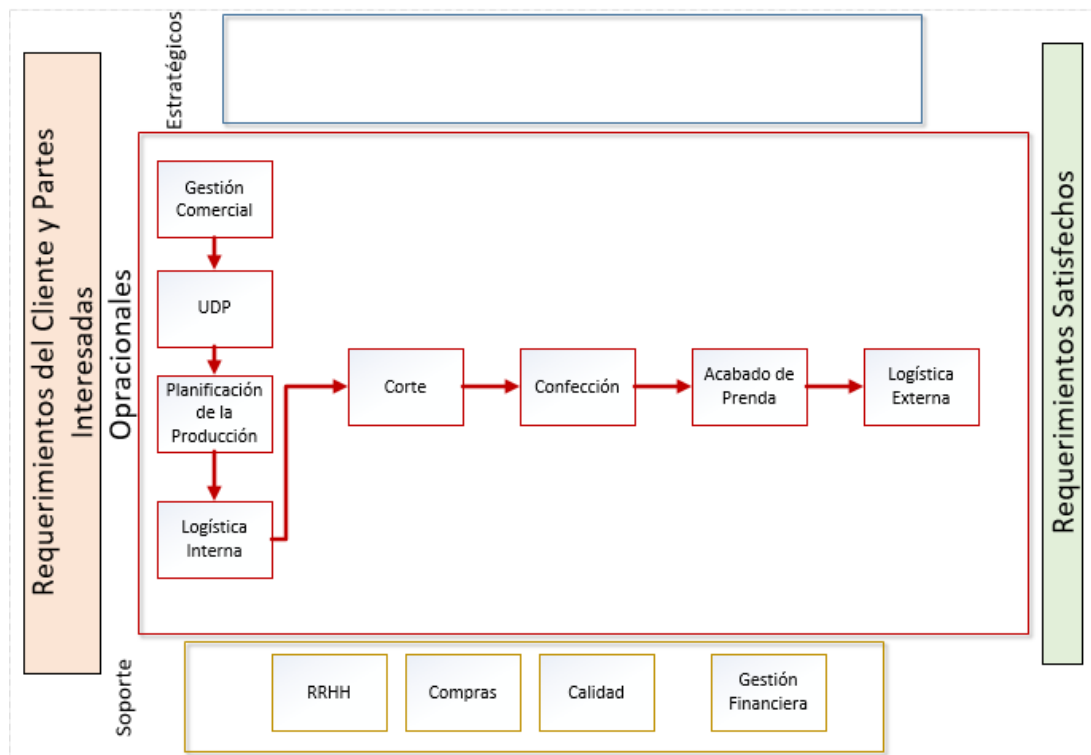 Estratégicos
Requerimientos del Cliente y Partes
Interesadas
Opracionales
Gestión
Comercial
UDP
Planificación
de la
Producción
Logística
Interna
Corte
Confección
Acabado de
Prenda
Logística
Externa
Requerimientos Satisfechos
Soporte
RRHH
Compras
Calidad
Gestión
Financiera